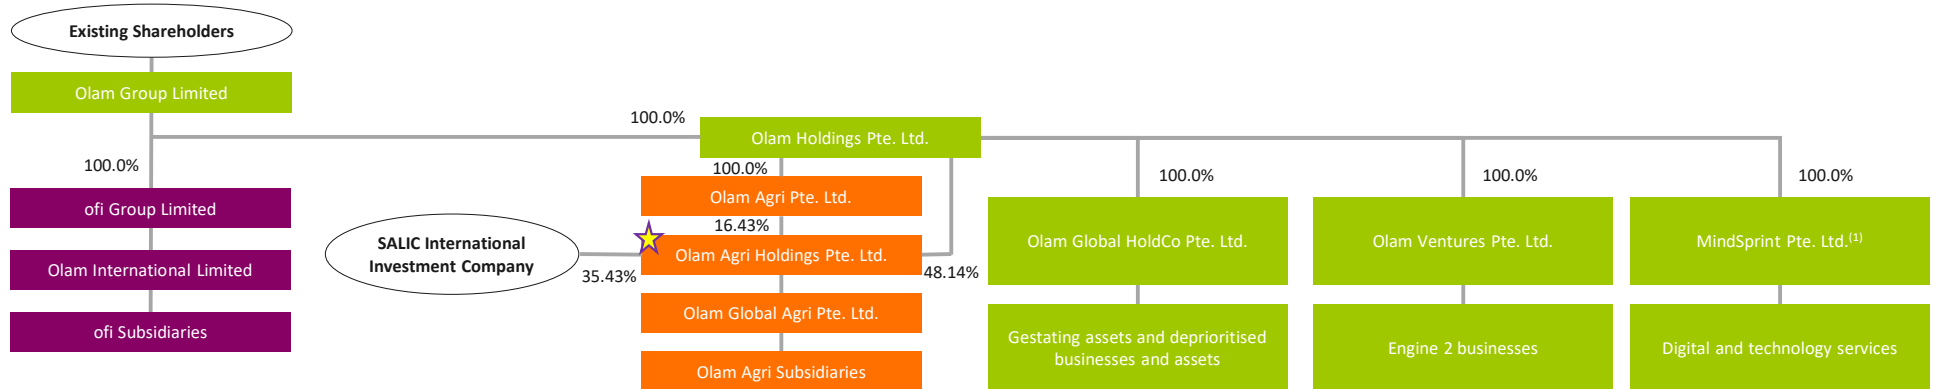 Existing Shareholders
Olam Group Limited
100.0%
Olam Holdings Pte. Ltd.
100.0%
100.0%
100.0%
100.0%
100.0%
Olam Agri Pte. Ltd.
ofi Group Limited
16.43%
SALIC International
Investment Company
35.43%
Olam Agri Holdings Pte. Ltd.
48.14%
Olam Global HoldCo Pte. Ltd.
Olam Ventures Pte. Ltd.
MindSprint Pte. Ltd.(1)
Olam International Limited
Olam Global Agri Pte. Ltd.
ofi Subsidiaries
Gestating assets and deprioritised
businesses and assets
Engine 2 businesses
Digital and technology services
Olam Agri Subsidiaries